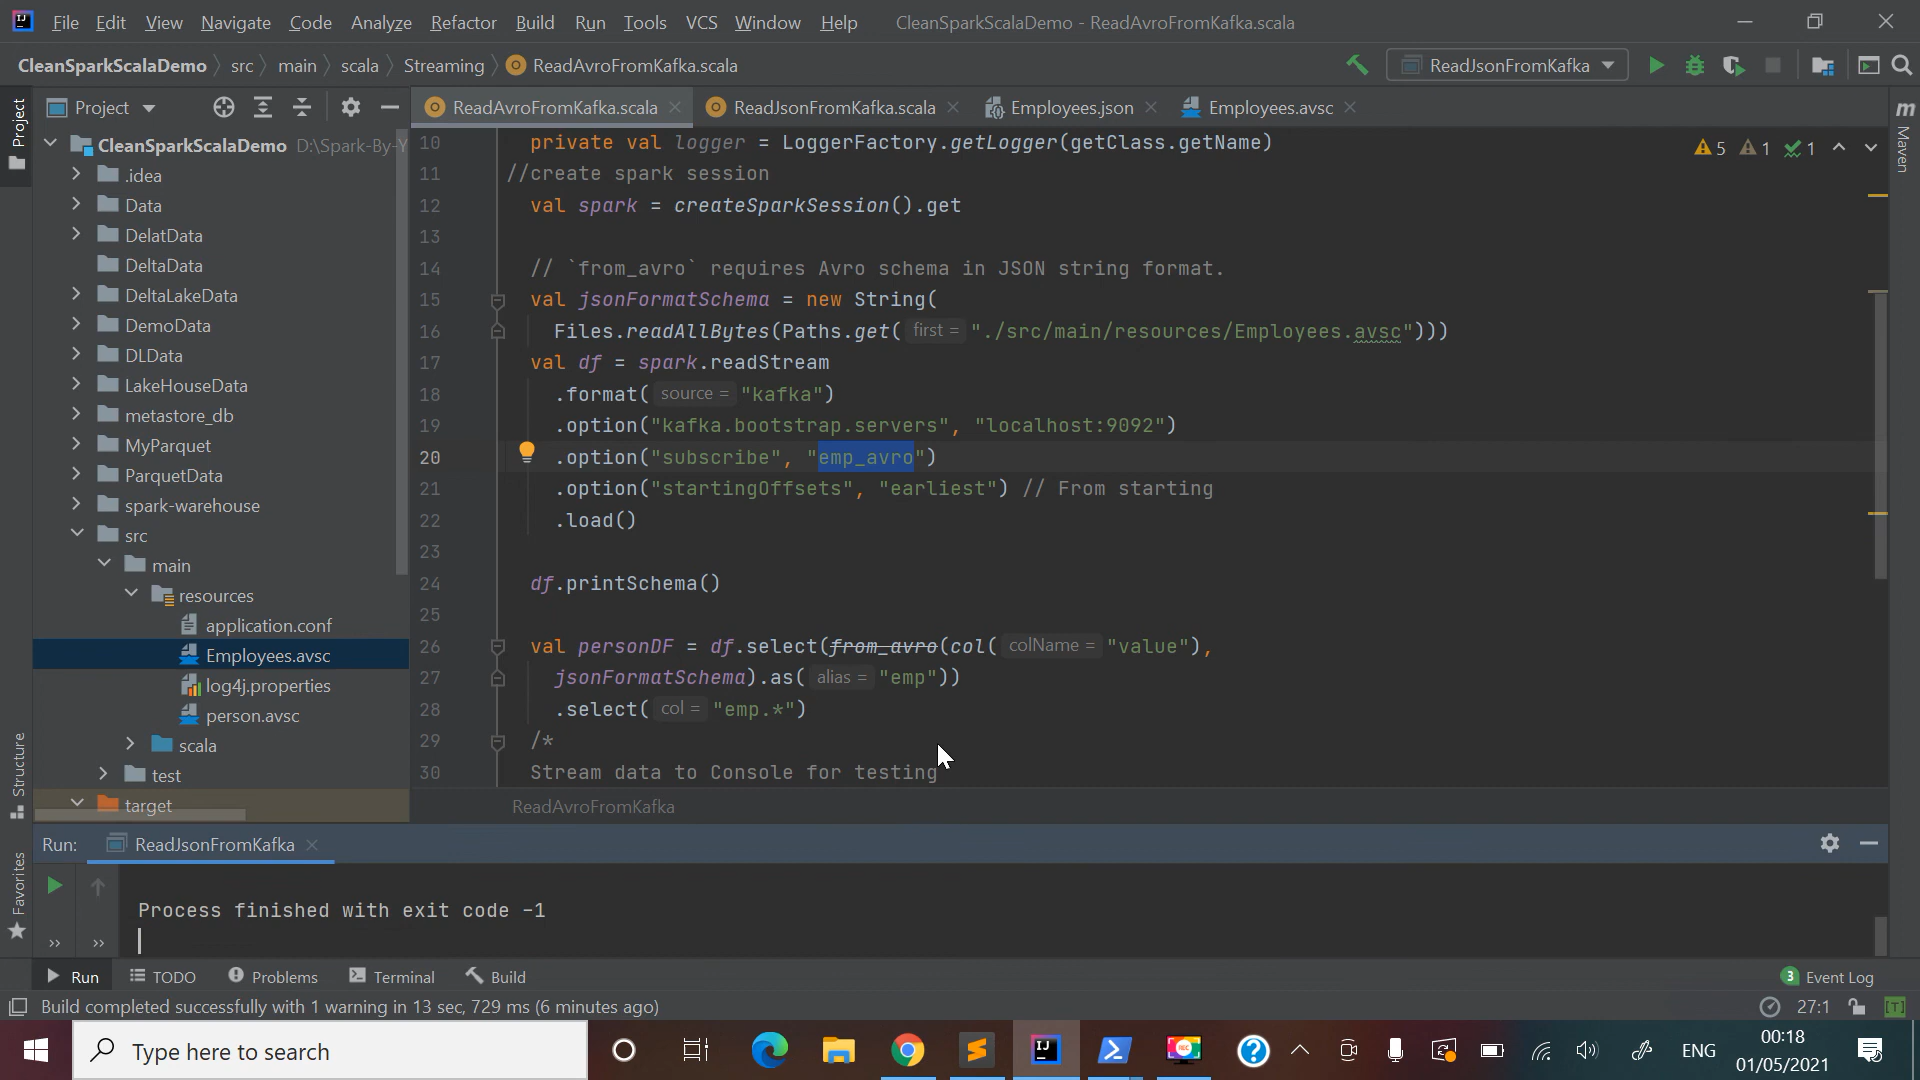 File Edit View Navigate Code Analyze Refactor Build Run Tools VCS Window Help CleanSparkScalaDemo - ReadAvroFromKafka.scala
CleanSparkScalaDemo src main scala Streaming ReadAvroFromKafka.scala ReadJsonFromKafka
Project
ReadAvroFromKafka.scala ReadJsonFromKafka.scala Employees.json Employees.avsc
CleanSparkScalaDemo D:\Spark-By-Y
.idea
Data
DelatData
DeltaData
DeltaLakeData
DemoData
DLData
LakeHouseData
metastore_db
MyParquet
ParquetData
spark-warehouse
src
main
resources
application.conf
Employees.avsc
log4j.properties
person.avsc
scala
test
target
Project
Structure
Favorites
Maven
5 1 1
10 private val logger = LoggerFactory.getLogger(getClass.getName)
11 //create spark session
12 val spark = createSparkSession().get
13
14 // `from_avro` requires Avro schema in JSON string format.
15 val jsonFormatSchema = new String(
16 Files.readAllBytes(Paths.get( first = "./src/main/resources/Employees.avsc")))
17 val df = spark.readStream
18 .format( source = "kafka")
19 .option("kafka.bootstrap.servers", "localhost:9092")
20 .option("subscribe", "emp_avro")
21 .option("startingOffsets", "earliest") // From starting
22 .load()
23
24 df.printSchema()
25
26 val personDF = df.select(from_avro(col( colName = "value"),
27 jsonFormatSchema).as( alias = "emp"))
28 .select( col = "emp.*")
29 /*
30 Stream data to Console for testing
ReadAvroFromKafka
Run: ReadJsonFromKafka
Process finished with exit code -1
Run TODO Problems Terminal Build 3 Event Log
Build completed successfully with 1 warning in 13 sec, 729 ms (6 minutes ago) 27:1 [T]
Type here to search
ENG
00:18
01/05/2021